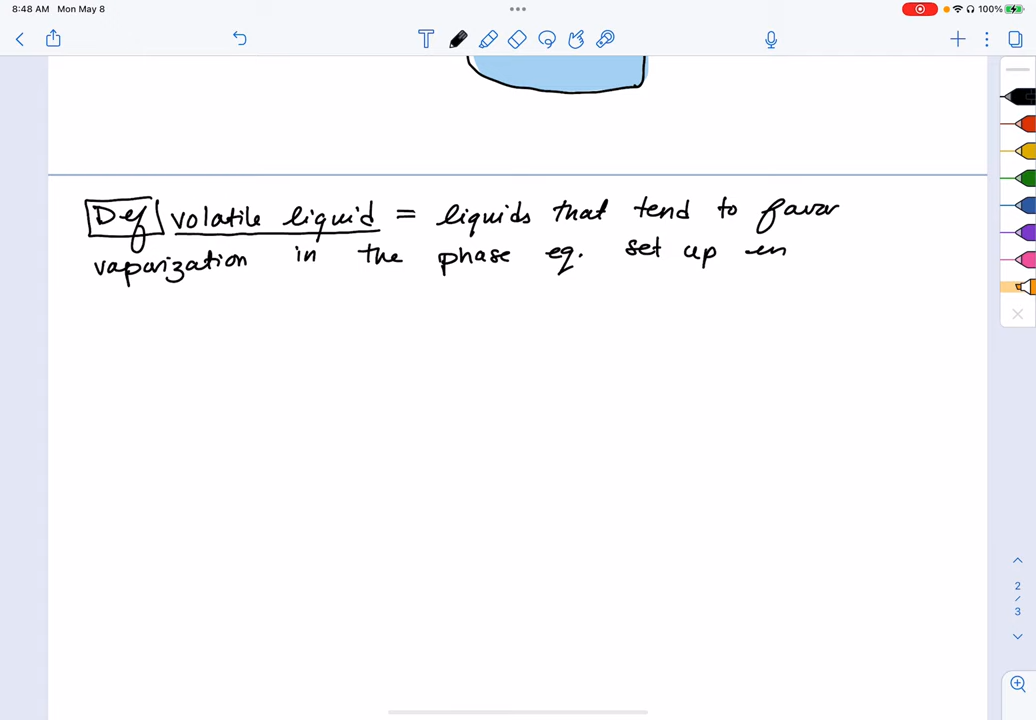 8:48 AM Mon May 8
100%
T
Def volatile liquid = liquids that tend to favor
vaporization in the phase eq. set up in
2
/
3